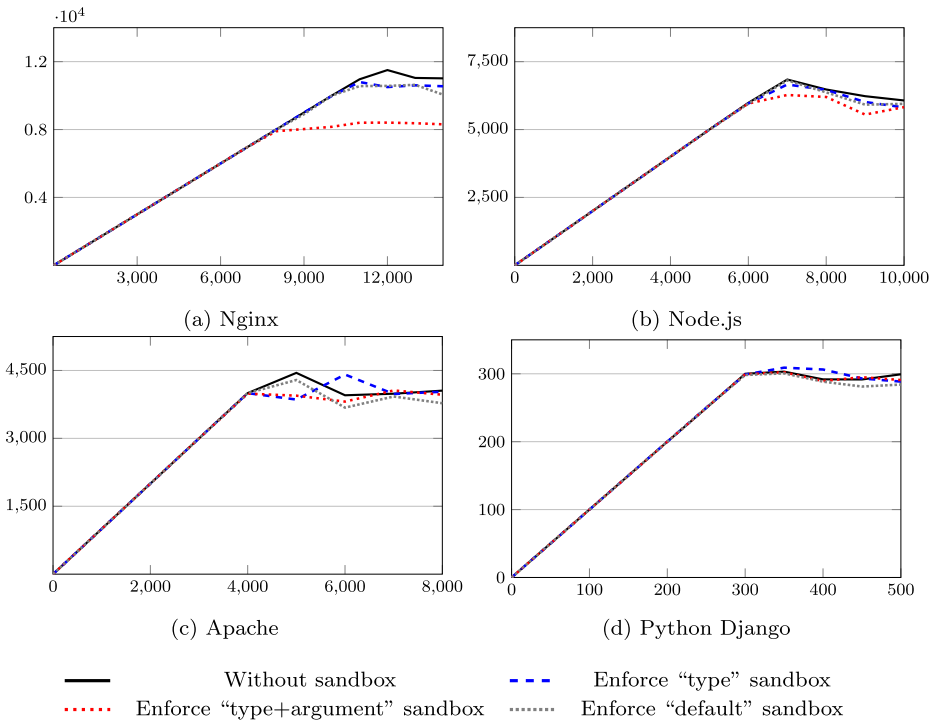 ·10⁴
1.2
0.8
0.4
3,000 6,000 9,000 12,000
(a) Nginx
7,500
5,000
2,500
0 2,000 4,000 6,000 8,000 10,000
(b) Node.js
4,500
3,000
1,500
0 2,000 4,000 6,000 8,000
(c) Apache
300
200
100
0
0 100 200 300 400 500
(d) Python Django
Without sandbox
Enforce “type” sandbox
Enforce “type+argument” sandbox
Enforce “default” sandbox